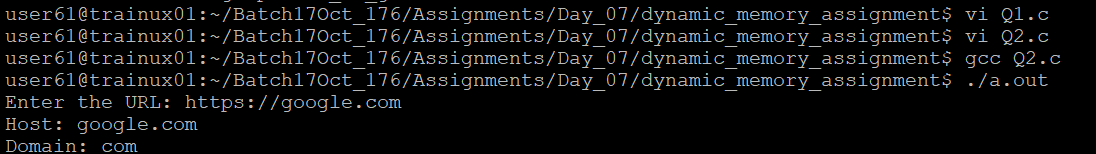 user61@trainux01:~/Batch17Oct_176/Assignments/Day_07/dynamic_memory_assignment$ vi Q1.c
user61@trainux01:~/Batch17Oct_176/Assignments/Day_07/dynamic_memory_assignment$ vi Q2.c
user61@trainux01:~/Batch17Oct_176/Assignments/Day_07/dynamic_memory_assignment$ gcc Q2.c
user61@trainux01:~/Batch17Oct_176/Assignments/Day_07/dynamic_memory_assignment$ ./a.out
Enter the URL: https://google.com
Host: google.com
Domain: com